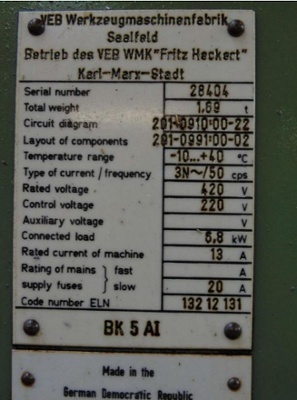 VEB Werkzeugmaschinenfabrik
Saalfeld
Betrieb des VEB WMK "Fritz Heckert"
Karl-Marx-Stadt
Serial number 28404
Total weight 1,69 t
Circuit diagram 201-0910:00-22
Layout of components 201-0991:00-02
Temperature range -10...+40 °C
Type of current / frequency 3N~/50 cps
Rated voltage 420 V
Control voltage 220 V
Auxiliary voltage V
Connected load 6,8 kW
Rated current of machine 13 A
Rating of mains fast A
supply fuses slow 20 A
Code number ELN 132 12 131
BK 5 AI
Made in the
German Democratic Republic